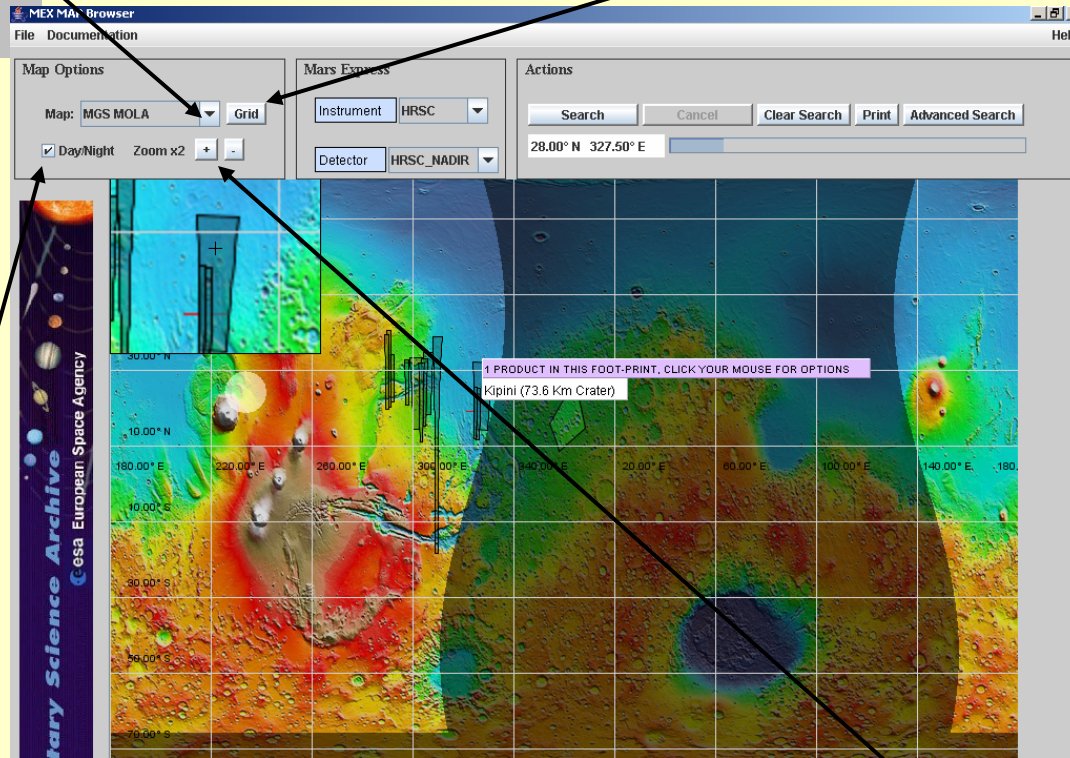 MEX MAP Browser
File Documentation
Hel
Map Options
Map: MGS MOLA
Grid
Day/Night Zoom x2 + -
Mars Express
Instrument HRSC
Detector HRSC_NADIR
Actions
Search Cancel Clear Search Print Advanced Search
28.00° N 327.50° E
tary Science Archive
esa European Space Agency
30.00° N
1 PRODUCT IN THIS FOOT-PRINT, CLICK YOUR MOUSE FOR OPTIONS
Kipini (73.6 Km Crater)
10.00° N
180.00° E 220.00° E 260.00° E 300.00° E 340.00° E 20.00° E 60.00° E 100.00° E 140.00° E 180.
10.00° S
30.00° S
50.00° S
70.00° S